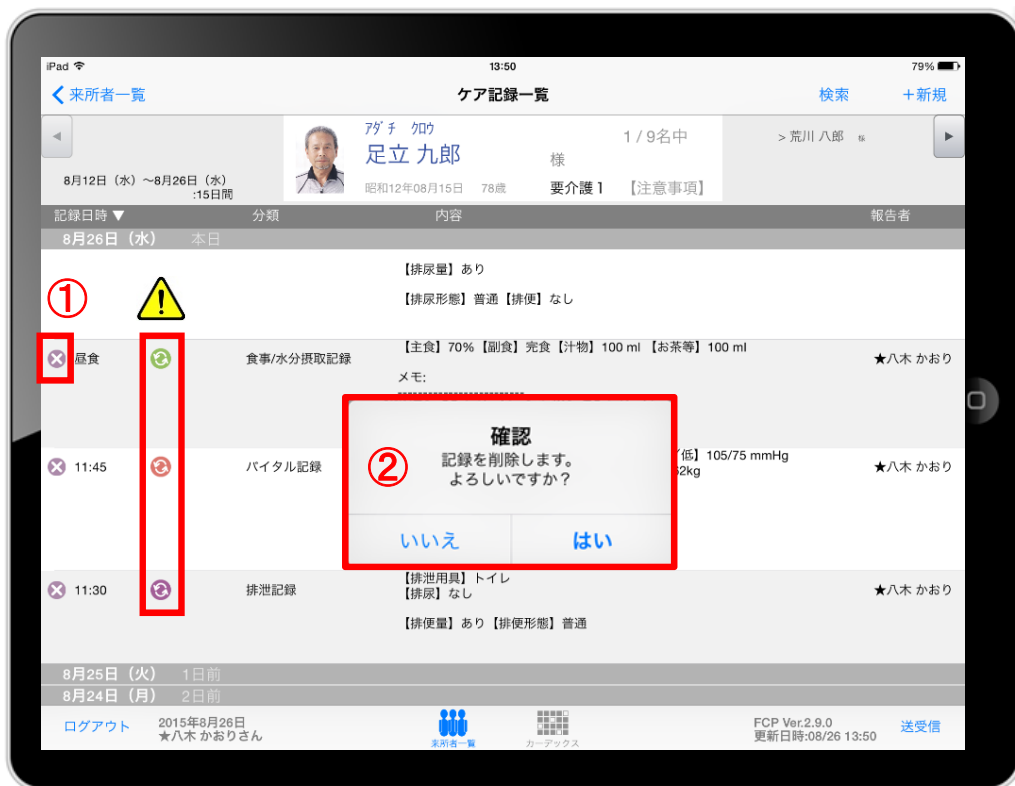 iPad 13:50 79%
来所者一覧 ケア記録一覧 検索 +新規
アダチ クロウ
足立 九郎 様 1 / 9名中 > 荒川 八郎
8月12日（水）～8月26日（水）
:15日間
昭和12年08月15日 78歳 要介護1 【注意事項】
記録日時▼ 分類 内容 報告者
8月26日（水） 本日
【排尿量】あり
① ! 【排尿形態】普通【排便】なし
昼食 食事/水分摂取記録 【主食】70%【副食】完食【汁物】100 ml 【お茶等】100 ml ★八木 かおり
メモ:
確認
② 記録を削除します。
よろしいですか？
いいえ はい
11:45 バイタル記録 /低】105/75 mmHg ★八木 かおり
2kg
11:30 排泄記録 【排泄用具】トイレ ★八木 かおり
【排尿】なし
【排便量】あり【排便形態】普通
8月25日（火） 1日前
8月24日（月） 2日前
ログアウト 2015年8月26日 FCP Ver.2.9.0 送受信
★八木 かおりさん 来所者一覧 カーデックス 更新日時:08/26 13:50